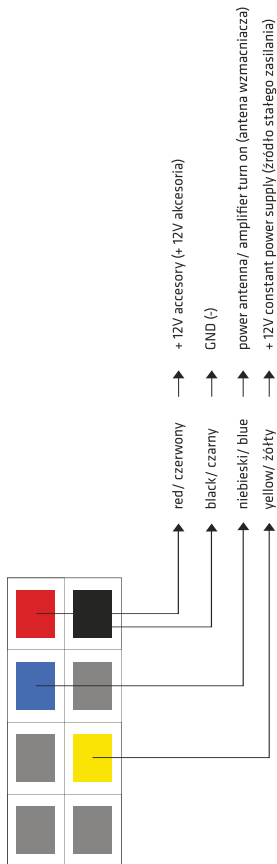 red/ czerwony → + 12V accesory (+ 12V akcesoria)
black/ czarny → GND (-)
niebieski/ blue → power antenna/ amplifier turn on (antena wzmacniacza)
yellow/ żółty → + 12V constant power supply (źródło stałego zasilania)